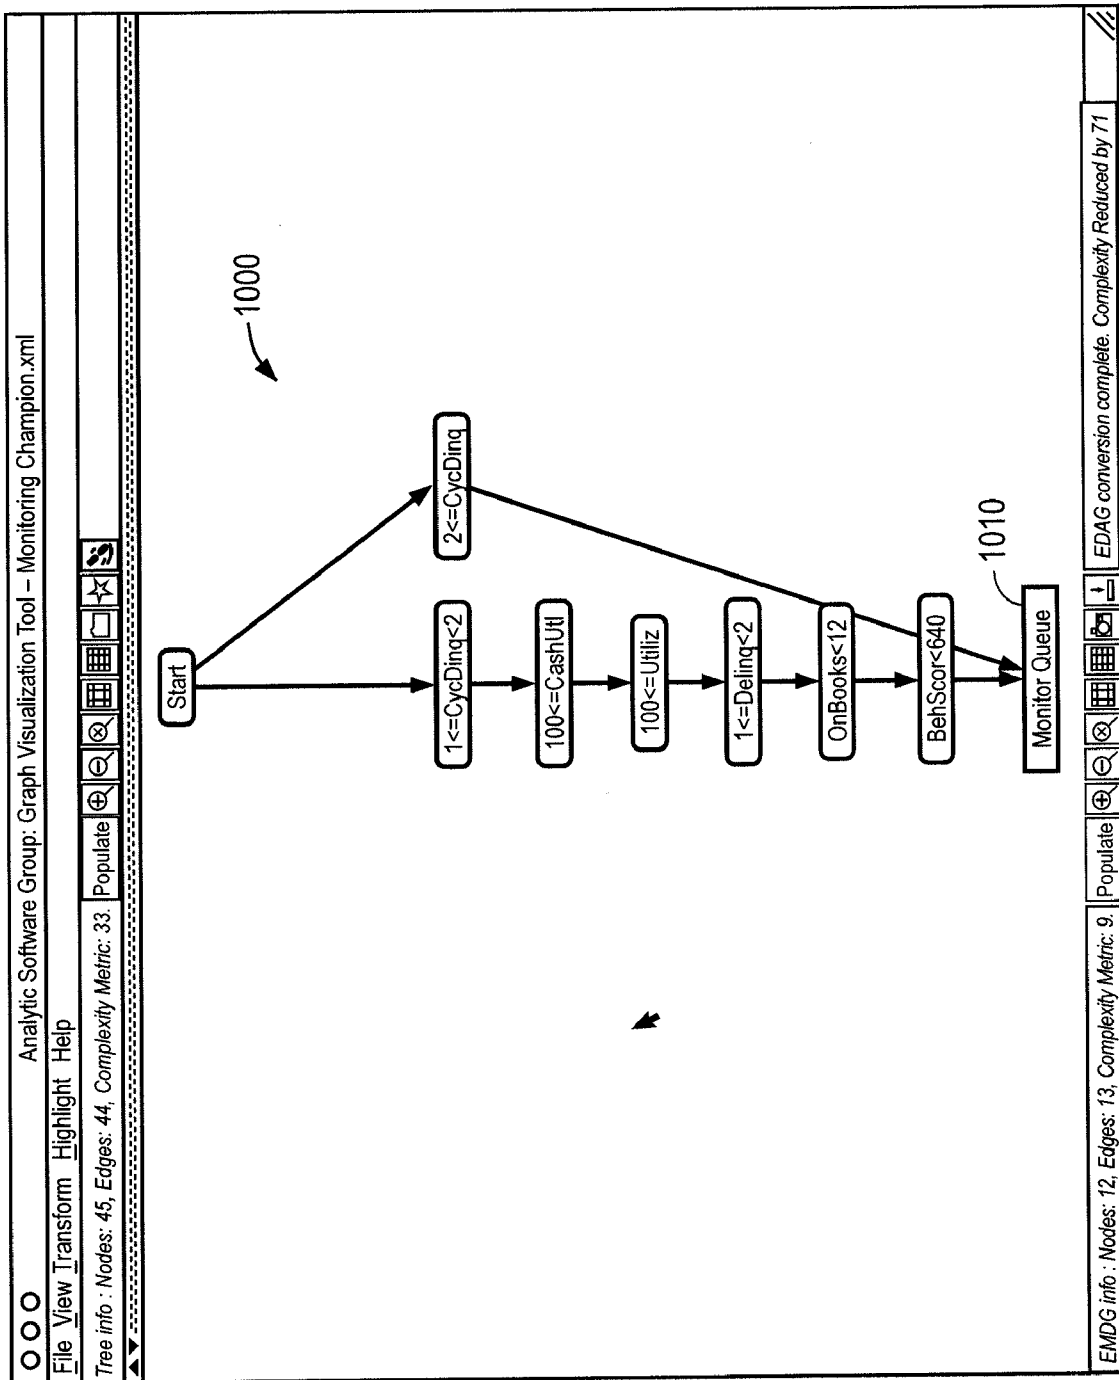 Analytic Software Group: Graph Visualization Tool – Monitoring Champion.xml
File View Transform Highlight Help
Tree info : Nodes: 45, Edges: 44, Complexity Metric: 33. Populate
1000
Start
1<=CycDinq<2
2<=CycDinq
100<=CashUtl
100<=Utiliz
1<=Delinq<2
OnBooks<12
BehScor<640
1010
Monitor Queue
EMDG info : Nodes: 12, Edges: 13, Complexity Metric: 9. Populate EDAG conversion complete. Complexity Reduced by 71